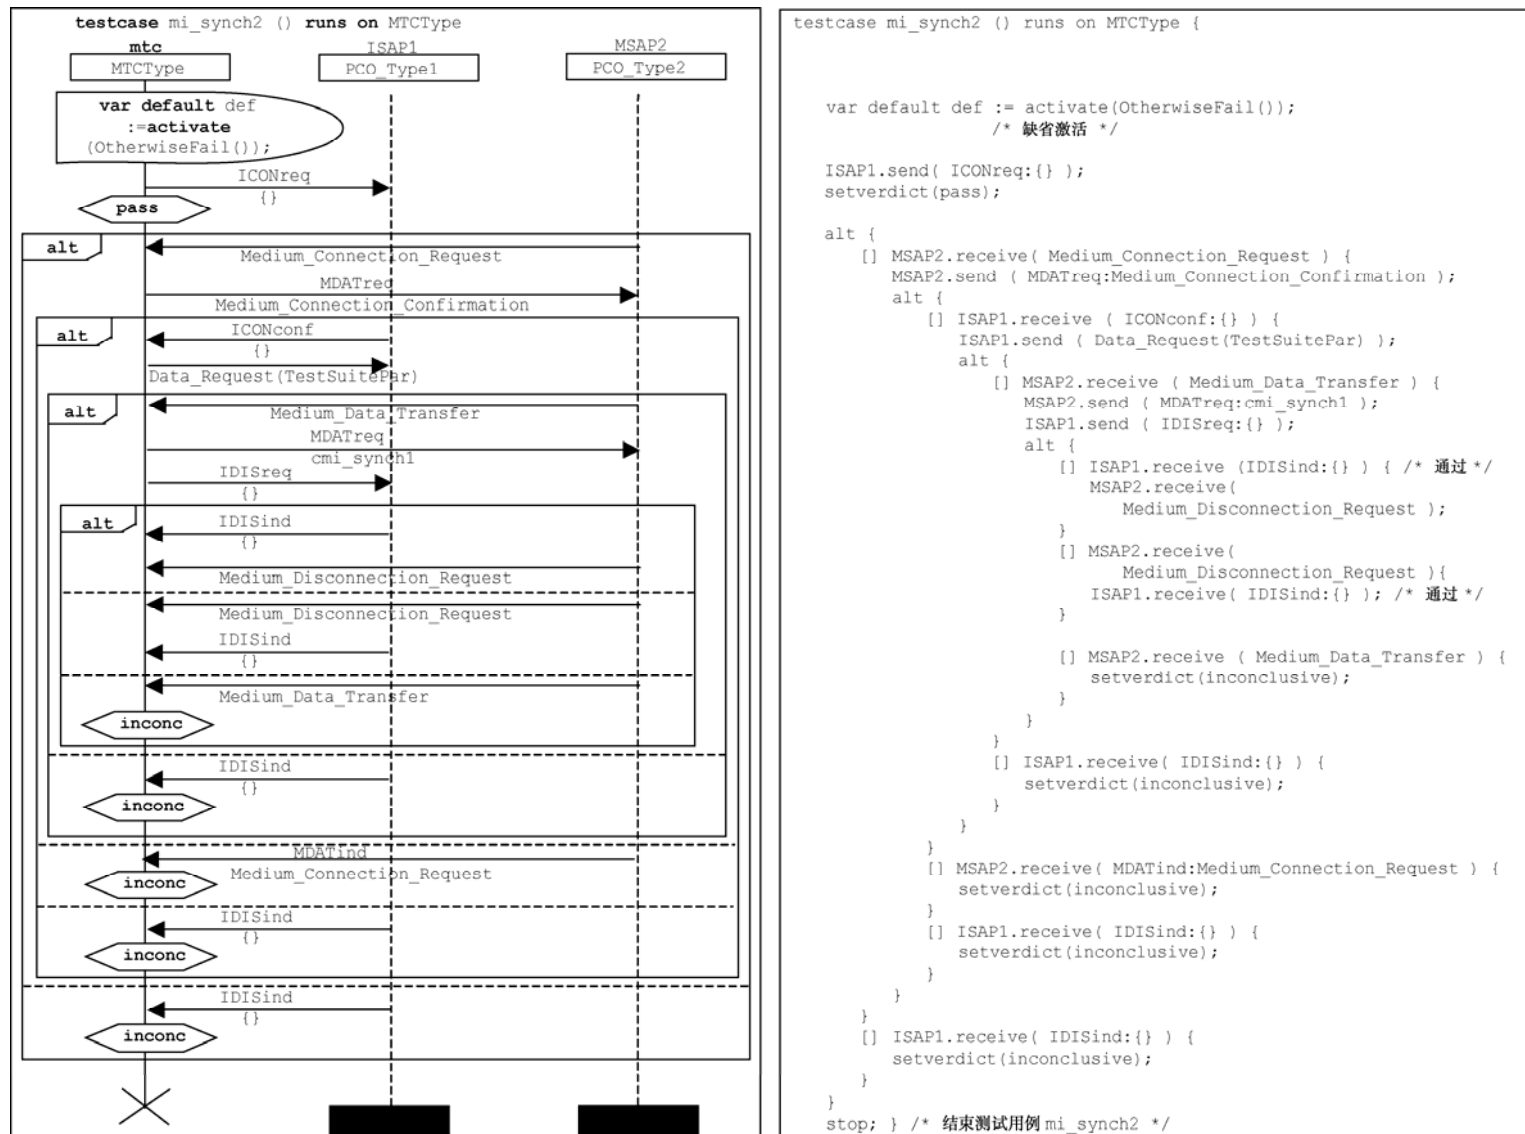 testcase mi_synch2 () runs on MTCType
mtc
ISAP1
MSAP2
MTCType
PCO_Type1
PCO_Type2
var default def
:=activate
(OtherwiseFail());
ICONreq
{}
pass
alt
Medium_Connection_Request
MDATreq
Medium_Connection_Confirmation
alt
ICONconf
{}
Data_Request(TestSuitePar)
alt
Medium_Data_Transfer
MDATreq
cmi_synch1
IDISreq
{}
alt
IDISind
{}
Medium_Disconnection_Request
Medium_Disconnection_Request
IDISind
{}
Medium_Data_Transfer
inconc
IDISind
{}
inconc
MDATind
Medium_Connection_Request
inconc
IDISind
{}
inconc
IDISind
{}
inconc
testcase mi_synch2 () runs on MTCType {
var default def := activate(OtherwiseFail());
/* 缺省激活 */
ISAP1.send( ICONreq:{} );
setverdict(pass);
alt {
[] MSAP2.receive( Medium_Connection_Request ) {
MSAP2.send ( MDATreq:Medium_Connection_Confirmation );
alt {
[] ISAP1.receive ( ICONconf:{} ) {
ISAP1.send ( Data_Request(TestSuitePar) );
alt {
[] MSAP2.receive ( Medium_Data_Transfer ) {
MSAP2.send ( MDATreq:cmi_synch1 );
ISAP1.send ( IDISreq:{} );
alt {
[] ISAP1.receive (IDISind:{} ) { /* 通过 */
MSAP2.receive(
Medium_Disconnection_Request );
}
[] MSAP2.receive(
Medium_Disconnection_Request ){
ISAP1.receive( IDISind:{} ); /* 通过 */
}
[] MSAP2.receive ( Medium_Data_Transfer ) {
setverdict(inconclusive);
}
}
}
[] ISAP1.receive( IDISind:{} ) {
setverdict(inconclusive);
}
}
}
[] MSAP2.receive( MDATind:Medium_Connection_Request ) {
setverdict(inconclusive);
}
[] ISAP1.receive( IDISind:{} ) {
setverdict(inconclusive);
}
}
}
[] ISAP1.receive( IDISind:{} ) {
setverdict(inconclusive);
}
}
stop; } /* 结束测试用例 mi_synch2 */